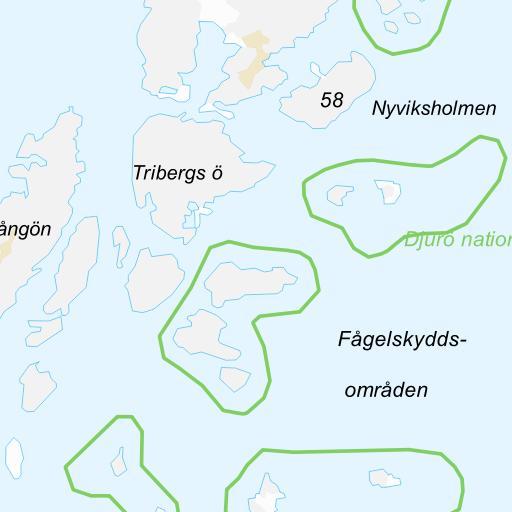 58
Nyviksholmen
Tribergs ö
ångön
Djurö nation
Fågelskydds-
områden